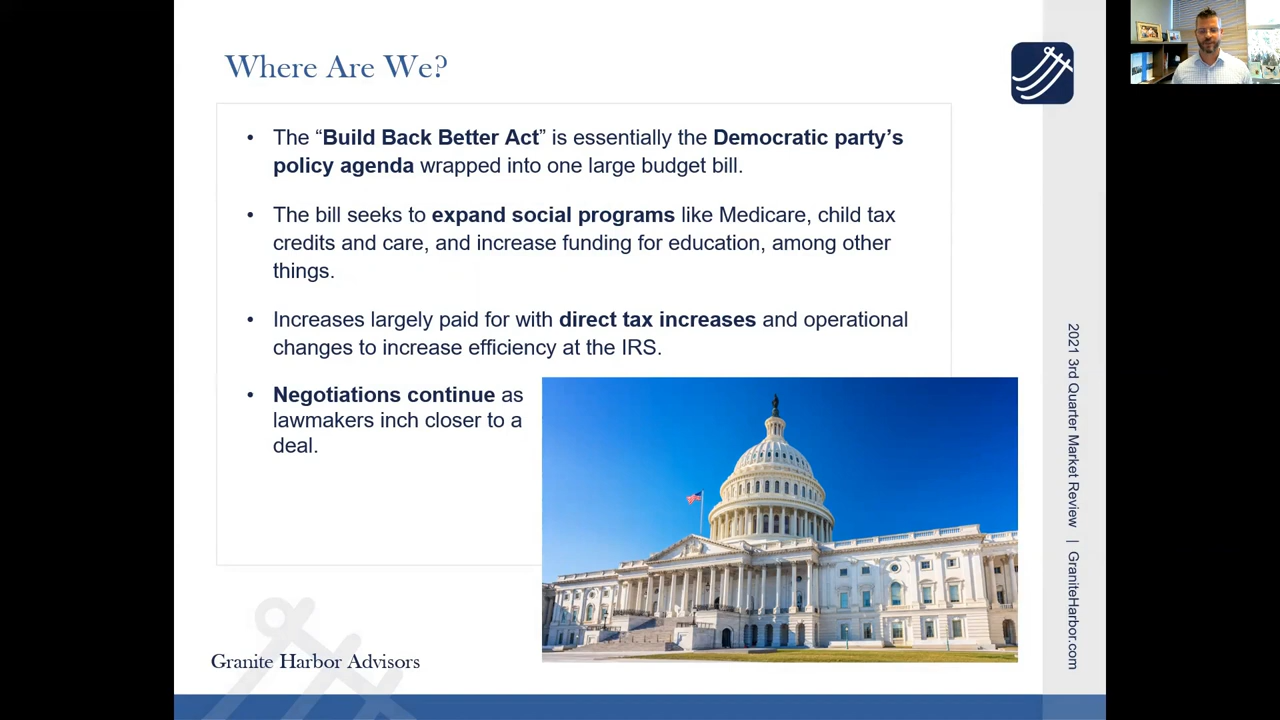 Where Are We?
• The “Build Back Better Act” is essentially the Democratic party’s
policy agenda wrapped into one large budget bill.
• The bill seeks to expand social programs like Medicare, child tax
credits and care, and increase funding for education, among other
things.
• Increases largely paid for with direct tax increases and operational
changes to increase efficiency at the IRS.
• Negotiations continue as
lawmakers inch closer to a
deal.
2021 3rd Quarter Market Review | GraniteHarbor.com
Granite Harbor Advisors